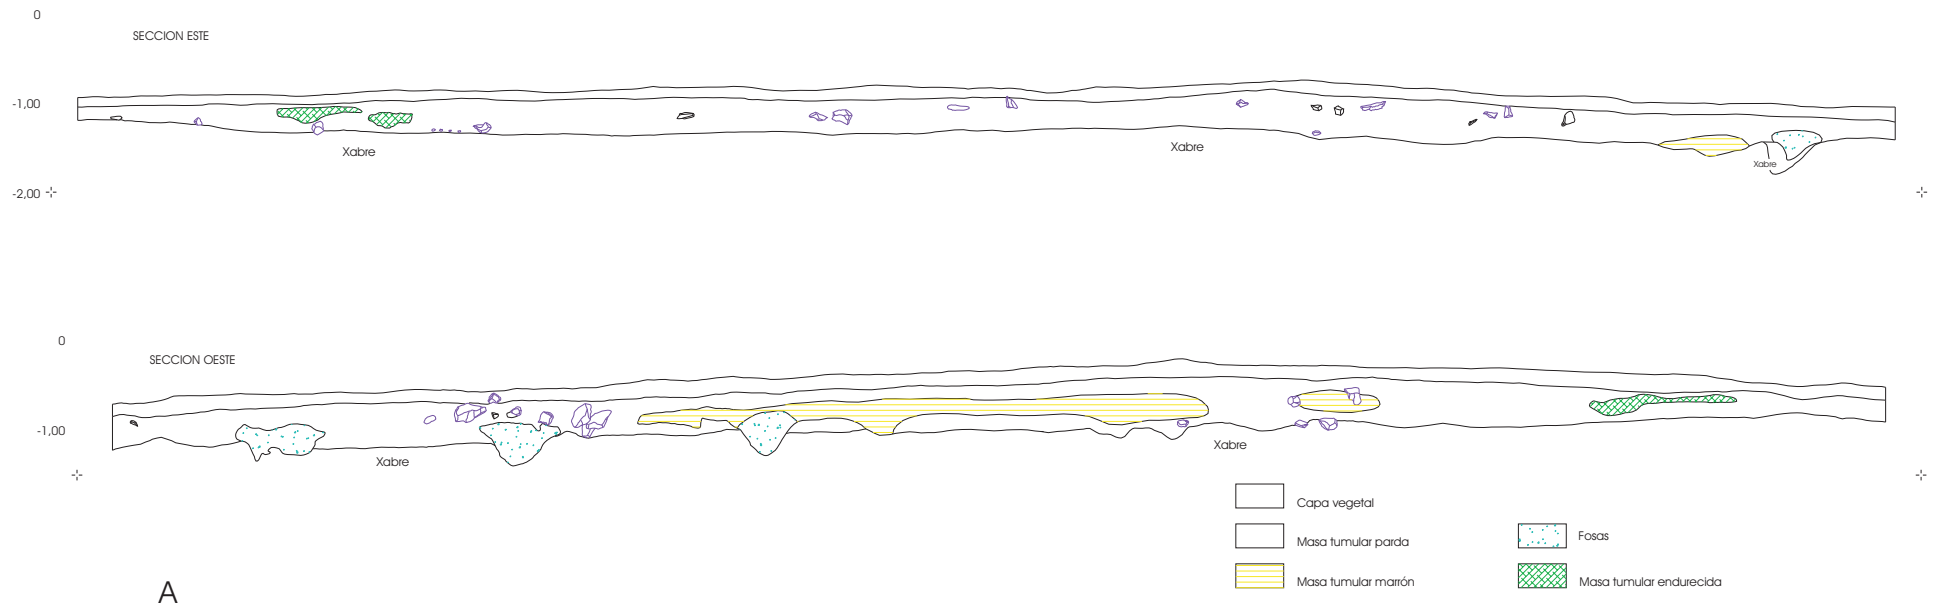 0
SECCION ESTE
-1,00
Xabre
Xabre
Xabre
-2,00
0
SECCION OESTE
-1,00
Xabre
Xabre
Capa vegetal
Masa tumular parda
Fosas
Masa tumular marrón
Masa tumular endurecida
A